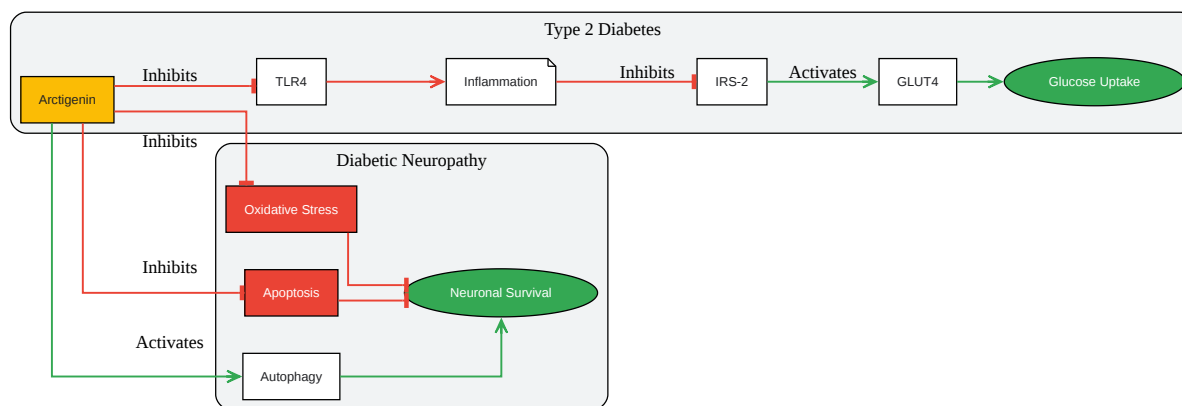 Type 2 Diabetes
Arctigenin
Inhibits
TLR4
Inflammation
Inhibits
IRS-2
Activates
GLUT4
Glucose Uptake
Inhibits
Diabetic Neuropathy
Oxidative Stress
Inhibits
Apoptosis
Neuronal Survival
Activates
Autophagy